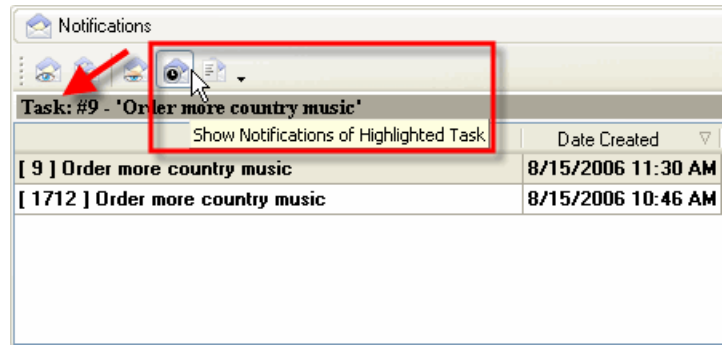 Notifications
Task: #9 - 'Order more country music'
Show Notifications of Highlighted Task
Date Created
[ 9 ] Order more country music 8/15/2006 11:30 AM
[ 1712 ] Order more country music 8/15/2006 10:46 AM